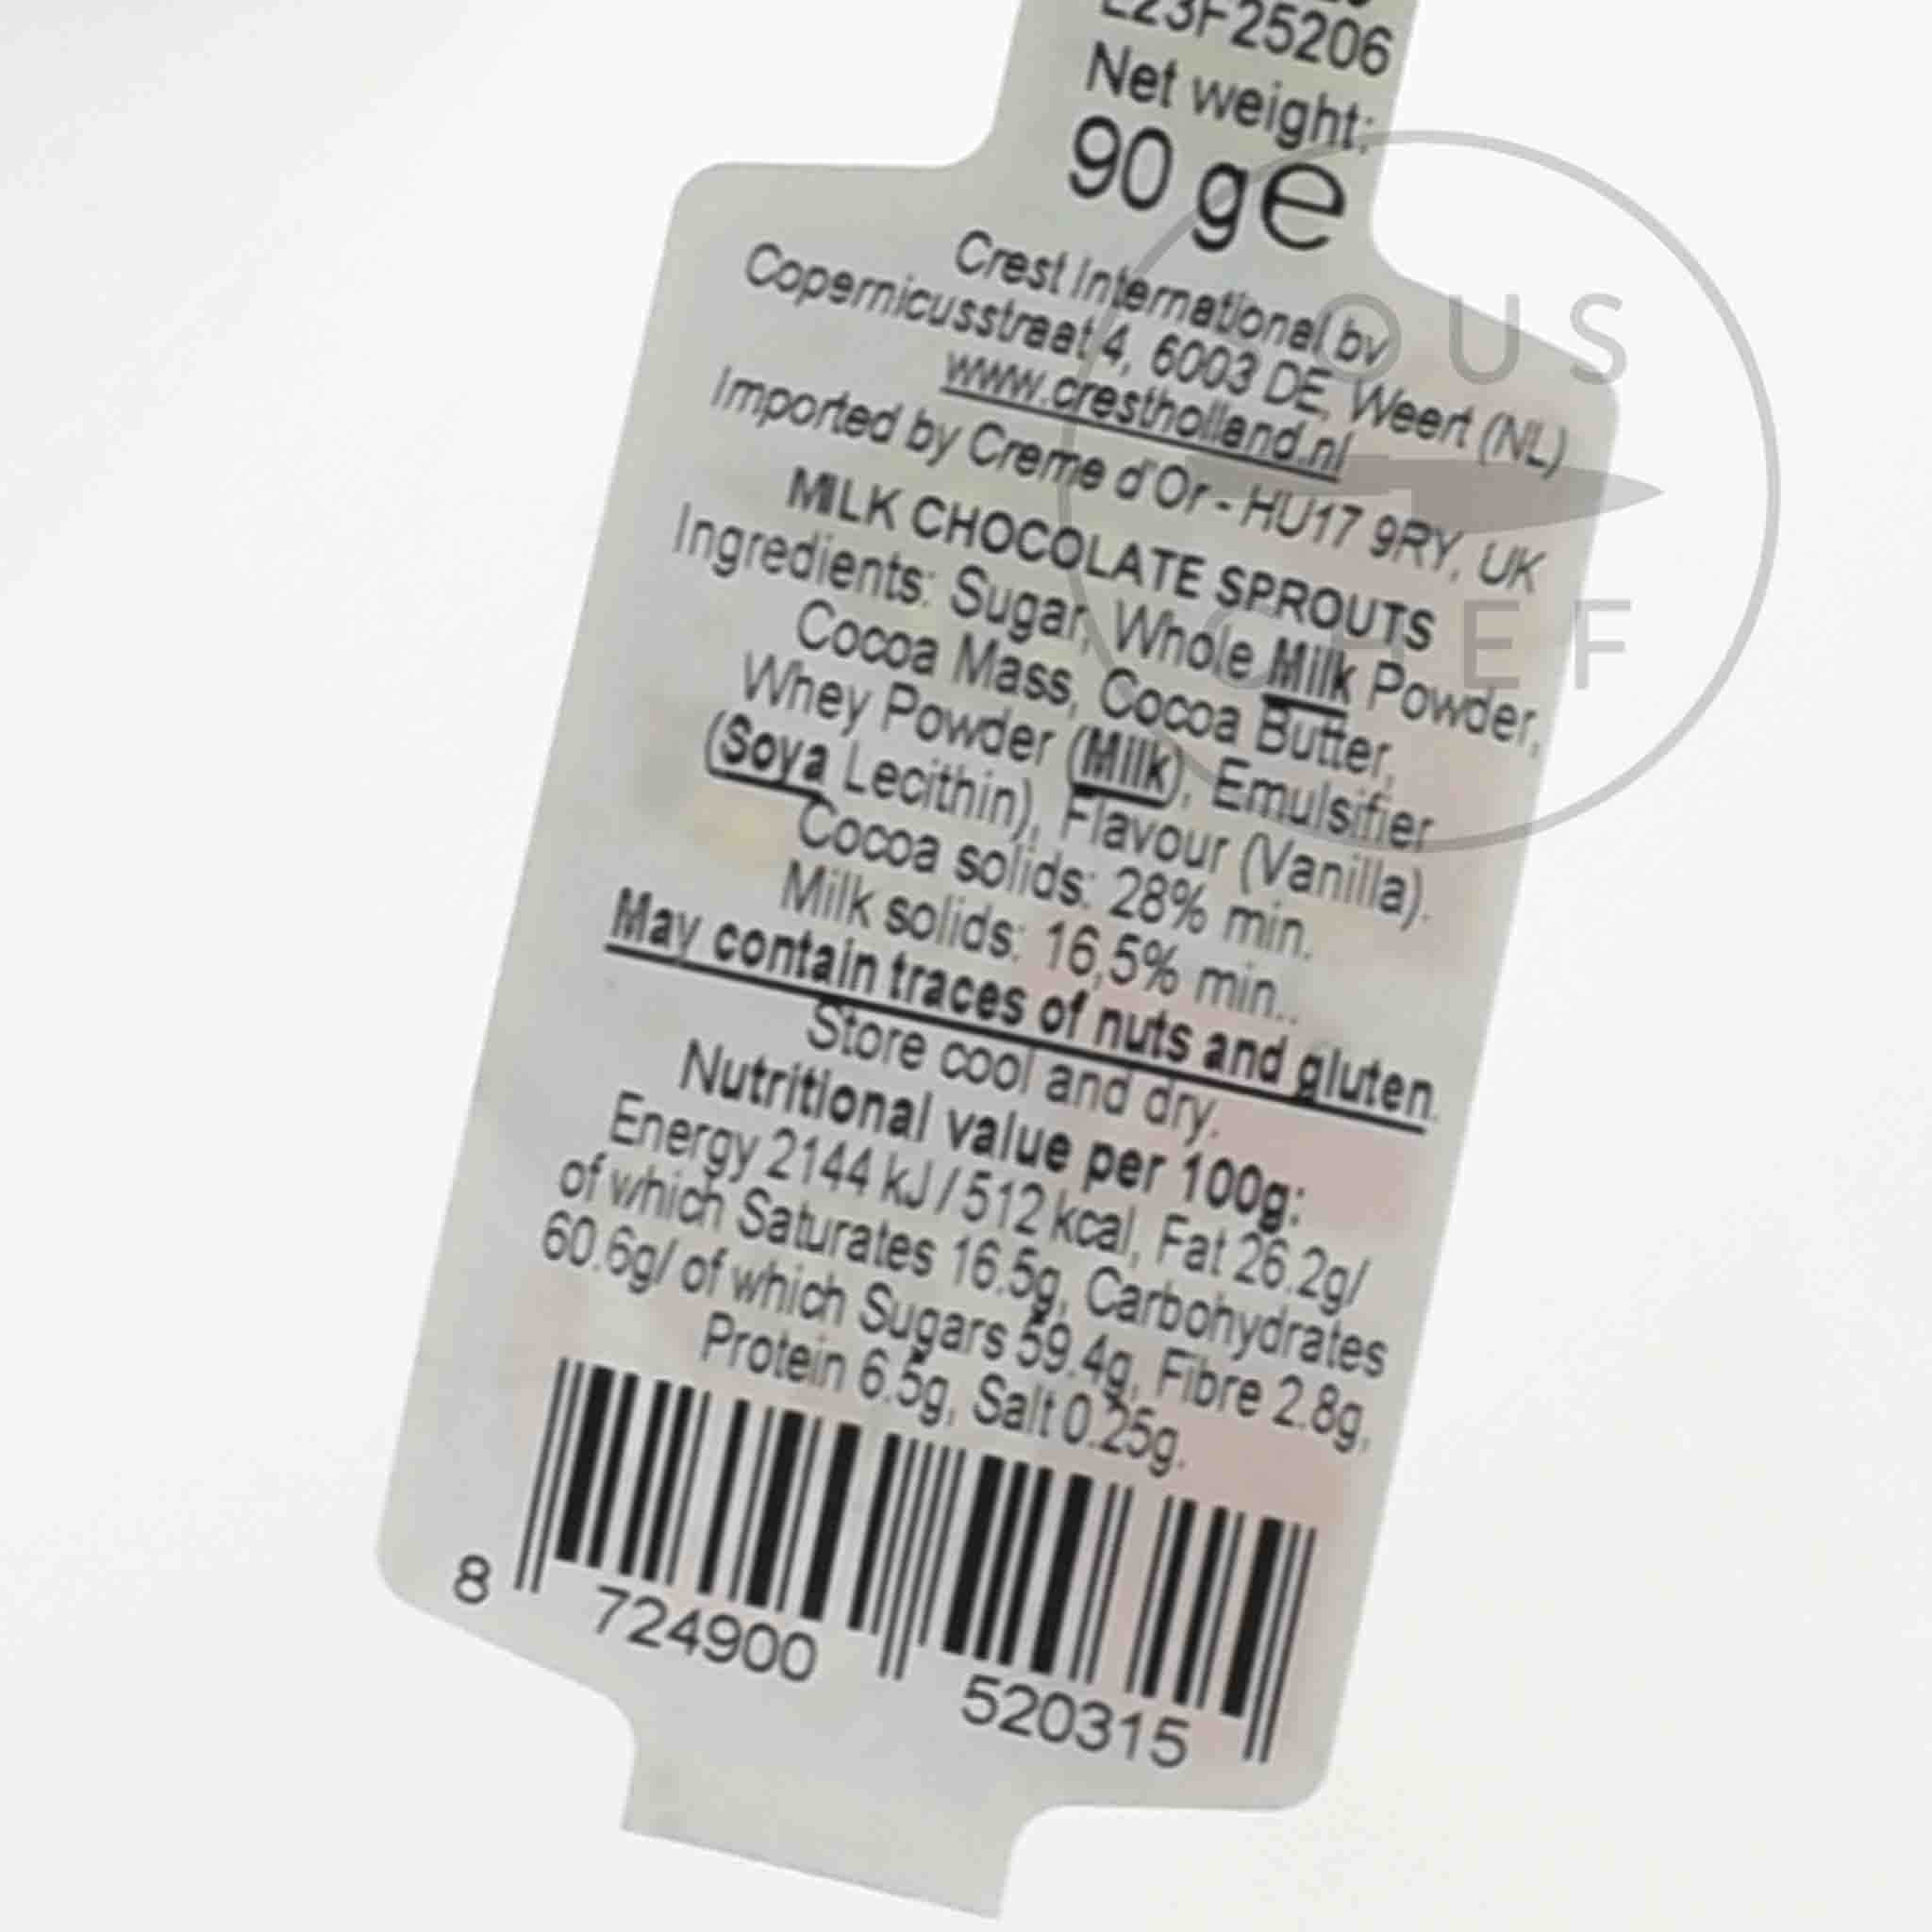 L23F25206
Net weight:
90 g℮
Crest International bv
Copernicusstraat 4, 6003 DE, Weert (NL)
www.crestholland.nl
Imported by Creme d'Or - HU17 9RY, UK
MILK CHOCOLATE SPROUTS
Ingredients: Sugar, Whole Milk Powder,
Cocoa Mass, Cocoa Butter,
Whey Powder (Milk), Emulsifier
(Soya Lecithin), Flavour (Vanilla).
Cocoa solids: 28% min.
Milk solids: 16,5% min..
May contain traces of nuts and gluten.
Store cool and dry.
Nutritional value per 100g:
Energy 2144 kJ / 512 kcal, Fat 26.2g/
of which Saturates 16.5g, Carbohydrates
60.6g/ of which Sugars 59.4g, Fibre 2.8g,
Protein 6.5g, Salt 0.25g.
8 724900 520315
OUS
CHEF